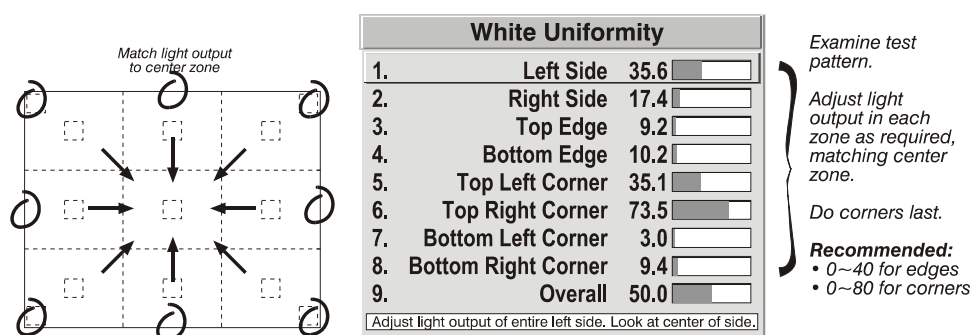 Match light output
to center zone
White Uniformity
1. Left Side 35.6
2. Right Side 17.4
3. Top Edge 9.2
4. Bottom Edge 10.2
5. Top Left Corner 35.1
6. Top Right Corner 73.5
7. Bottom Left Corner 3.0
8. Bottom Right Corner 9.4
9. Overall 50.0
Adjust light output of entire left side. Look at center of side.
Examine test
pattern.
Adjust light
output in each
zone as required,
matching center
zone.
Do corners last.
Recommended:
• 0~40 for edges
• 0~80 for corners